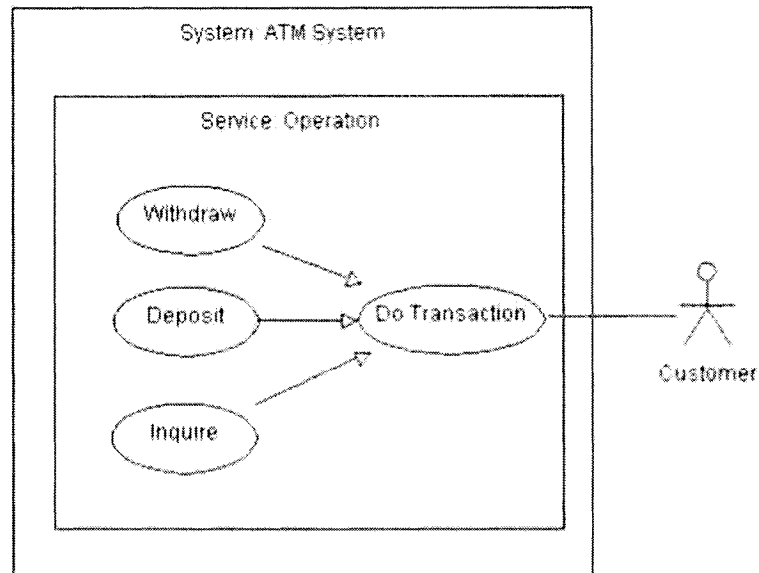 System: ATM System
Service: Operation
Withdraw
Deposit
Do Transaction
Inquire
Customer